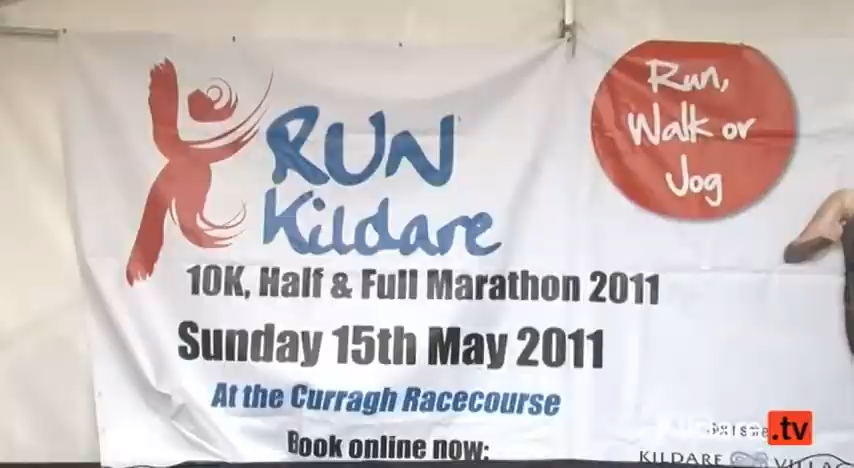 RUN
Kildare
Run,
Walk or
Jog
10K, Half & Full Marathon 2011
Sunday 15th May 2011
At the Curragh Racecourse
Book online now:
.tv
KILDARE VILLAG